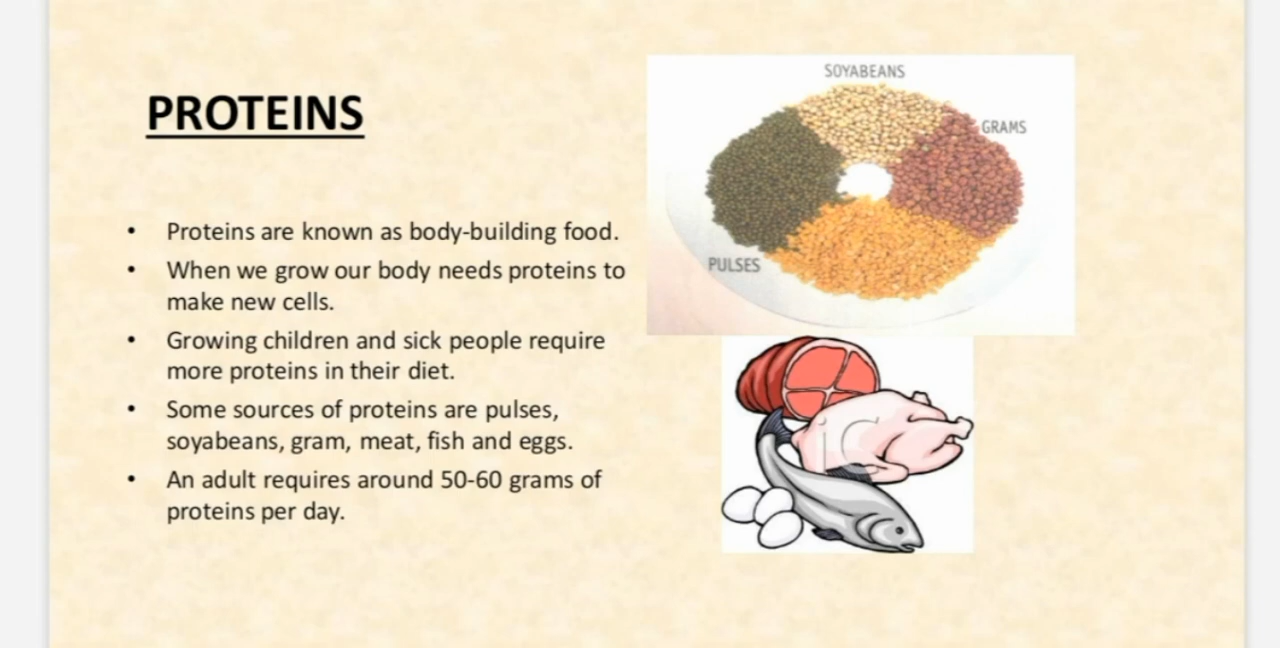 PROTEINS
• Proteins are known as body-building food.
• When we grow our body needs proteins to
make new cells.
• Growing children and sick people require
more proteins in their diet.
• Some sources of proteins are pulses,
soyabeans, gram, meat, fish and eggs.
• An adult requires around 50-60 grams of
proteins per day.
SOYABEANS
GRAMS
PULSES
iC